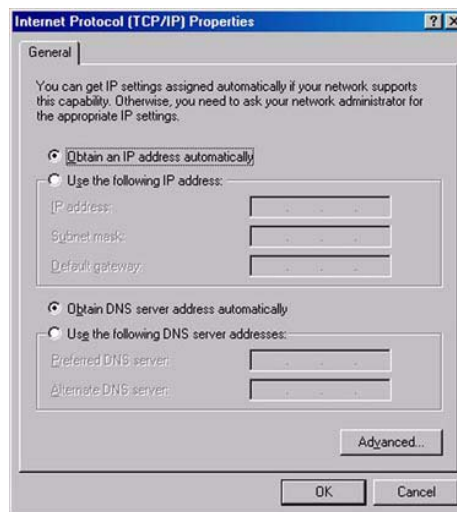 Internet Protocol (TCP/IP) Properties
General
You can get IP settings assigned automatically if your network supports
this capability. Otherwise, you need to ask your network administrator for
the appropriate IP settings.
Obtain an IP address automatically
Use the following IP address:
IP address:
Subnet mask:
Default gateway:
Obtain DNS server address automatically
Use the following DNS server addresses:
Preferred DNS server:
Alternate DNS server:
Advanced...
OK
Cancel